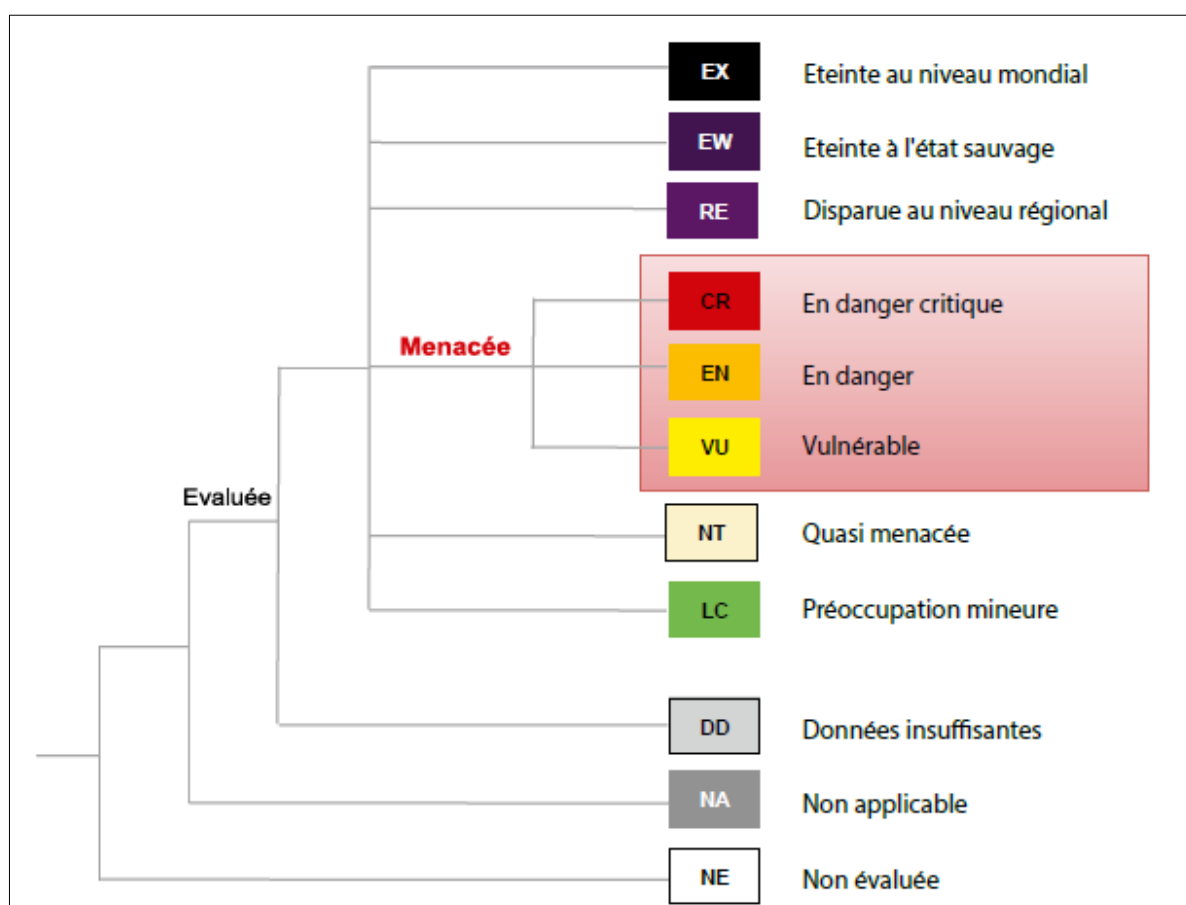 EX Eteinte au niveau mondial
EW Eteinte à l'état sauvage
RE Disparue au niveau régional
CR En danger critique
Menacée
EN En danger
VU Vulnérable
Evaluée
NT Quasi menacée
LC Préoccupation mineure
DD Données insuffisantes
NA Non applicable
NE Non évaluée